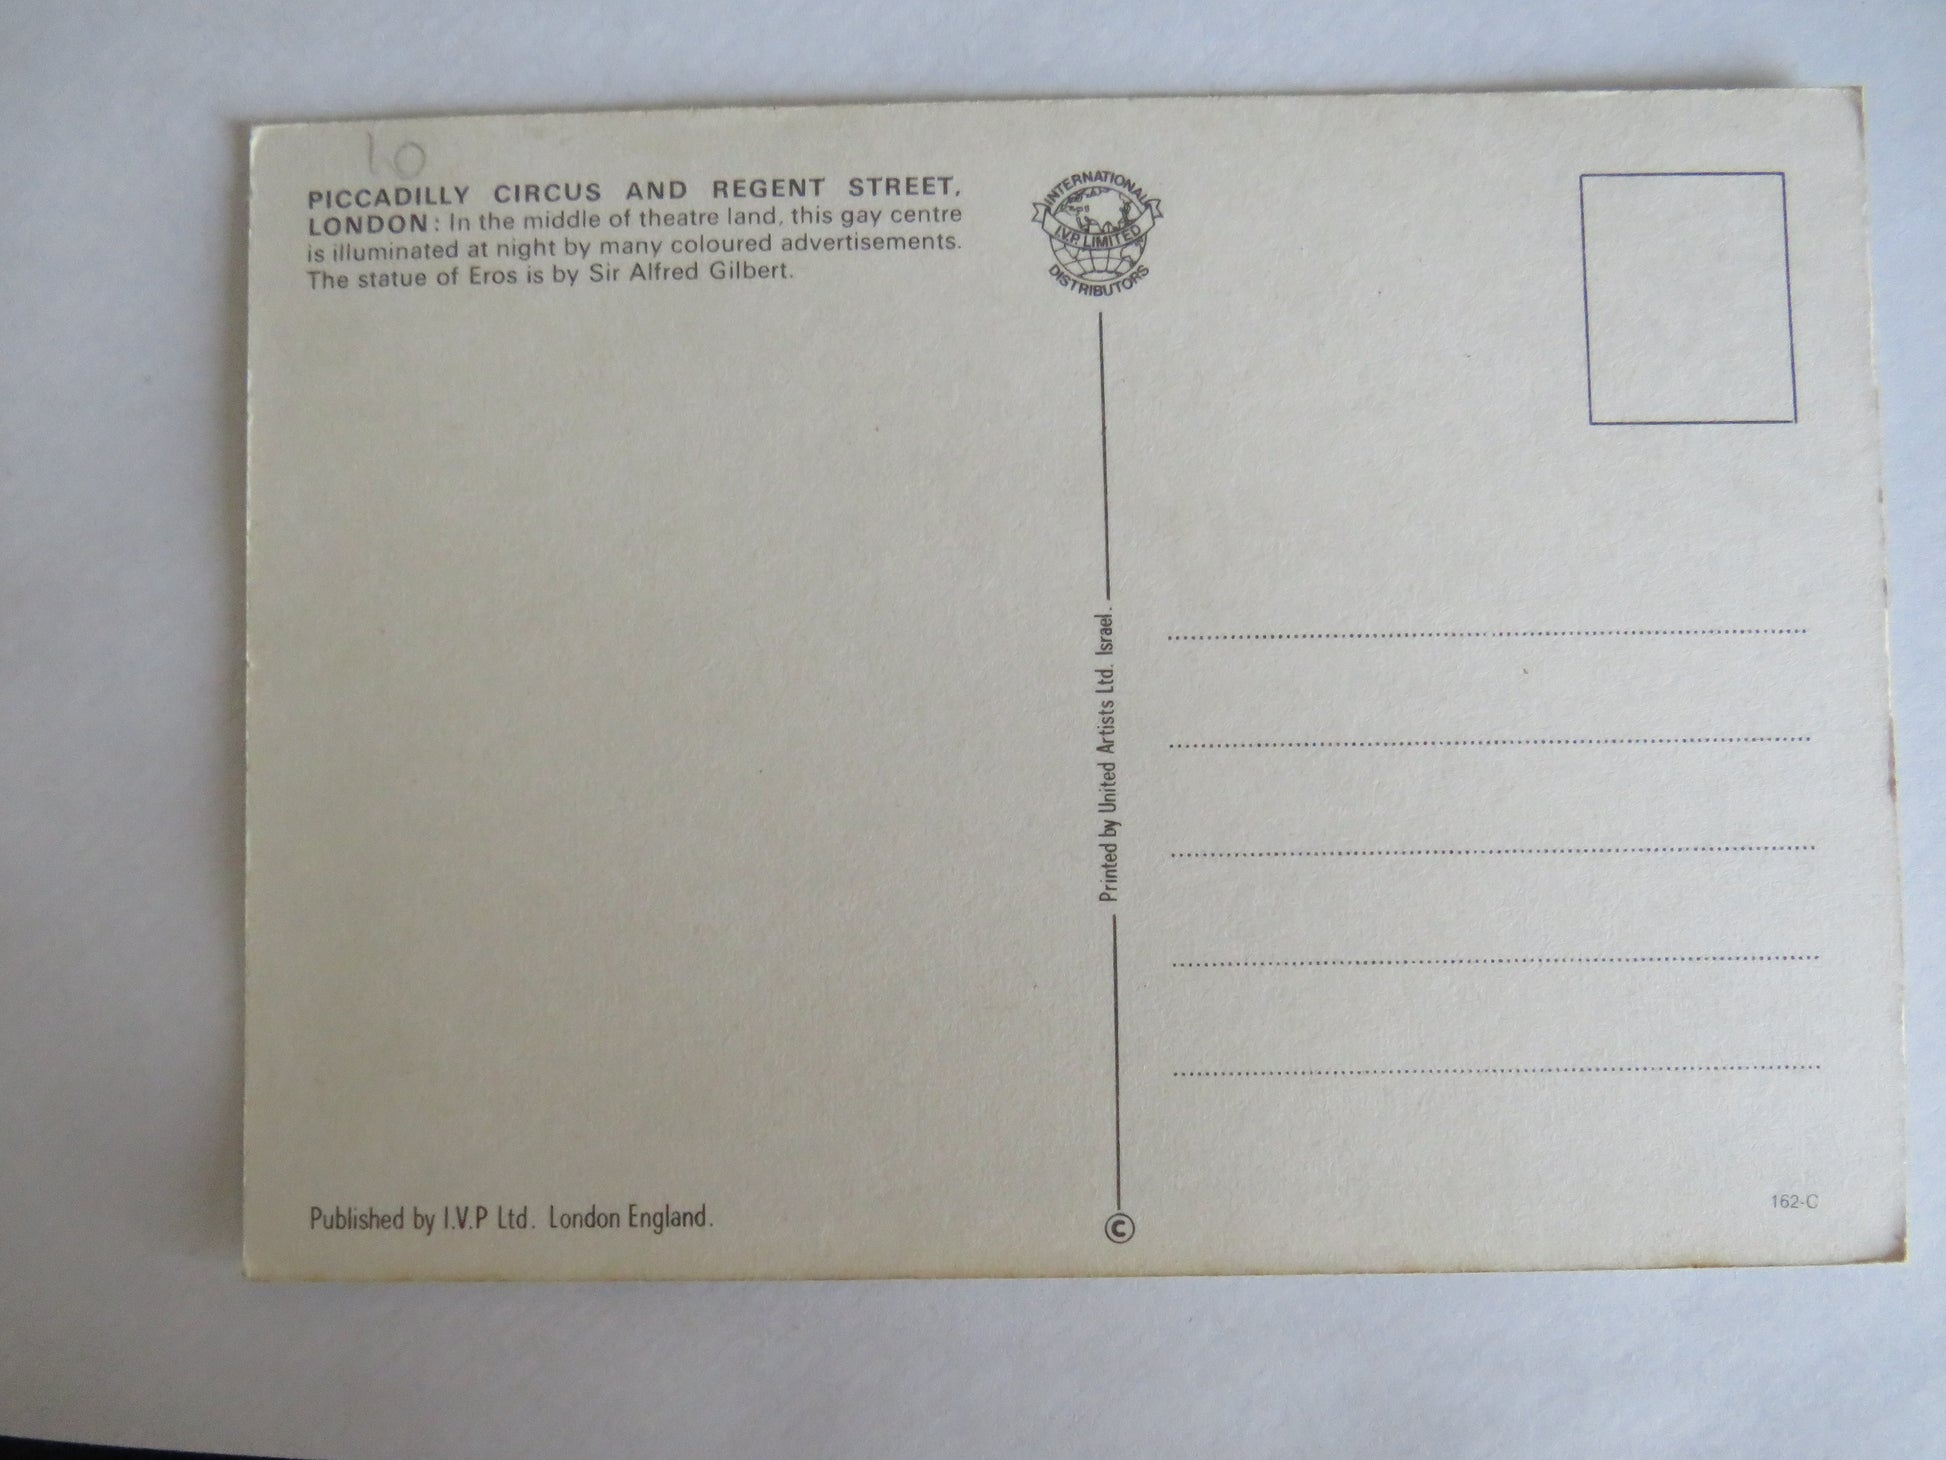 10
PICCADILLY CIRCUS AND REGENT STREET,
LONDON: In the middle of theatre land, this gay centre
is illuminated at night by many coloured advertisements.
The statue of Eros is by Sir Alfred Gilbert.
INTERNATIONAL
I.V.P. LIMITED
DISTRIBUTORS
Printed by United Artists Ltd. Israel.
Published by I.V.P Ltd. London England.
©
162-C